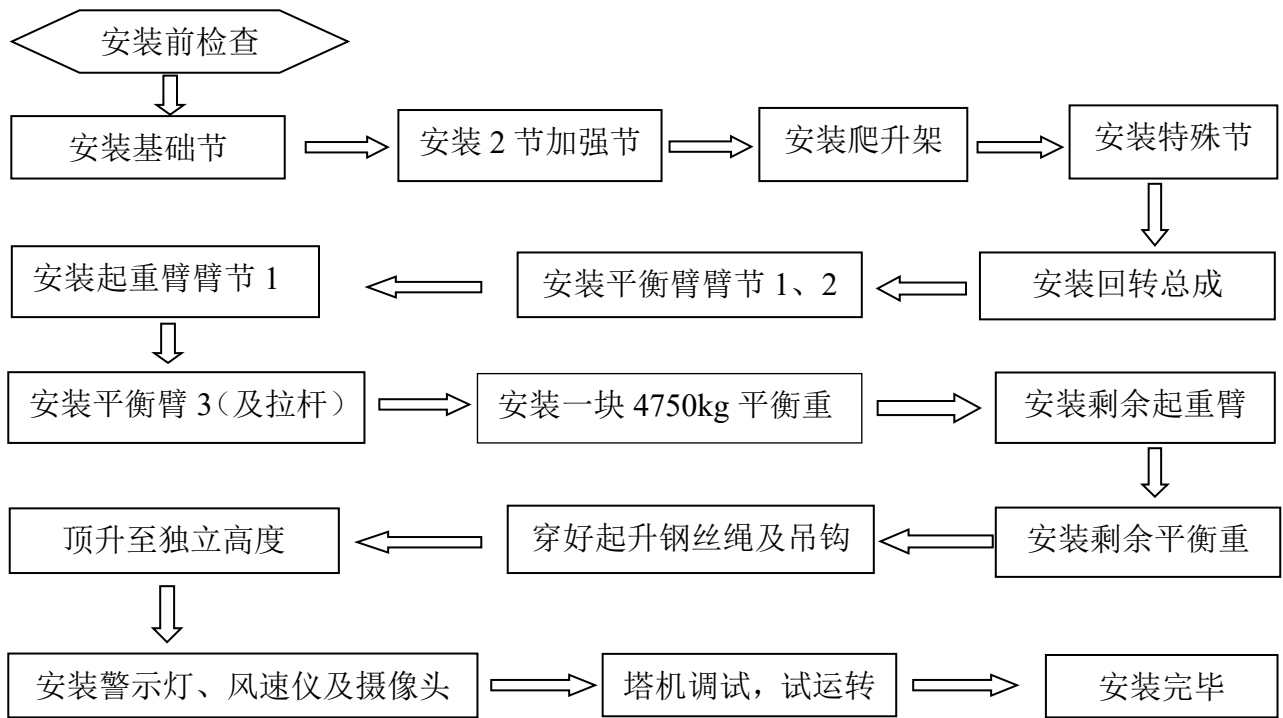 安装前检查
安装基础节
安装 2 节加强节
安装爬升架
安装特殊节
安装回转总成
安装平衡臂臂节 1、2
安装起重臂臂节 1
安装平衡臂 3（及拉杆）
安装一块 4750kg 平衡重
安装剩余起重臂
安装剩余平衡重
穿好起升钢丝绳及吊钩
顶升至独立高度
安装警示灯、风速仪及摄像头
塔机调试，试运转
安装完毕